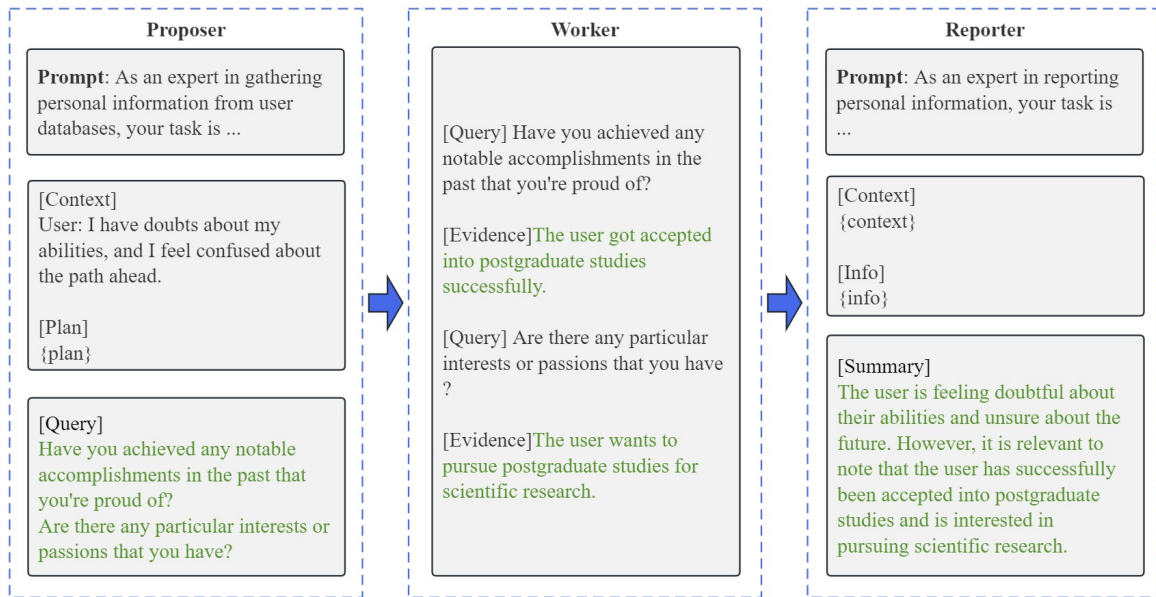 Proposer
Prompt: As an expert in gathering
personal information from user
databases, your task is ...
[Context]
User: I have doubts about my
abilities, and I feel confused about
the path ahead.
[Plan]
{plan}
[Query]
Have you achieved any notable
accomplishments in the past that
you're proud of?
Are there any particular interests or
passions that you have?
Worker
[Query] Have you achieved any
notable accomplishments in the
past that you're proud of?
[Evidence]The user got accepted
into postgraduate studies
successfully.
[Query] Are there any particular
interests or passions that you have
?
[Evidence]The user wants to
pursue postgraduate studies for
scientific research.
Reporter
Prompt: As an expert in reporting
personal information, your task is
...
[Context]
{context}
[Info]
{info}
[Summary]
The user is feeling doubtful about
their abilities and unsure about the
future. However, it is relevant to
note that the user has successfully
been accepted into postgraduate
studies and is interested in
pursuing scientific research.